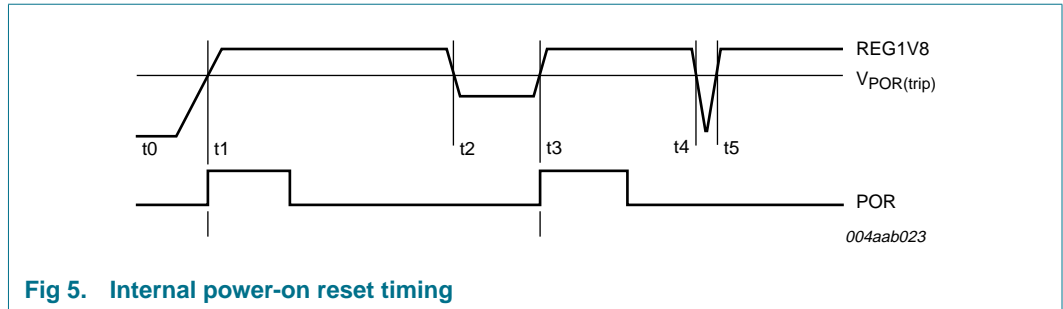 REG1V8
VPOR(trip)
t0 t1 t2 t3 t4 t5
POR
004aab023
Fig 5. Internal power-on reset timing